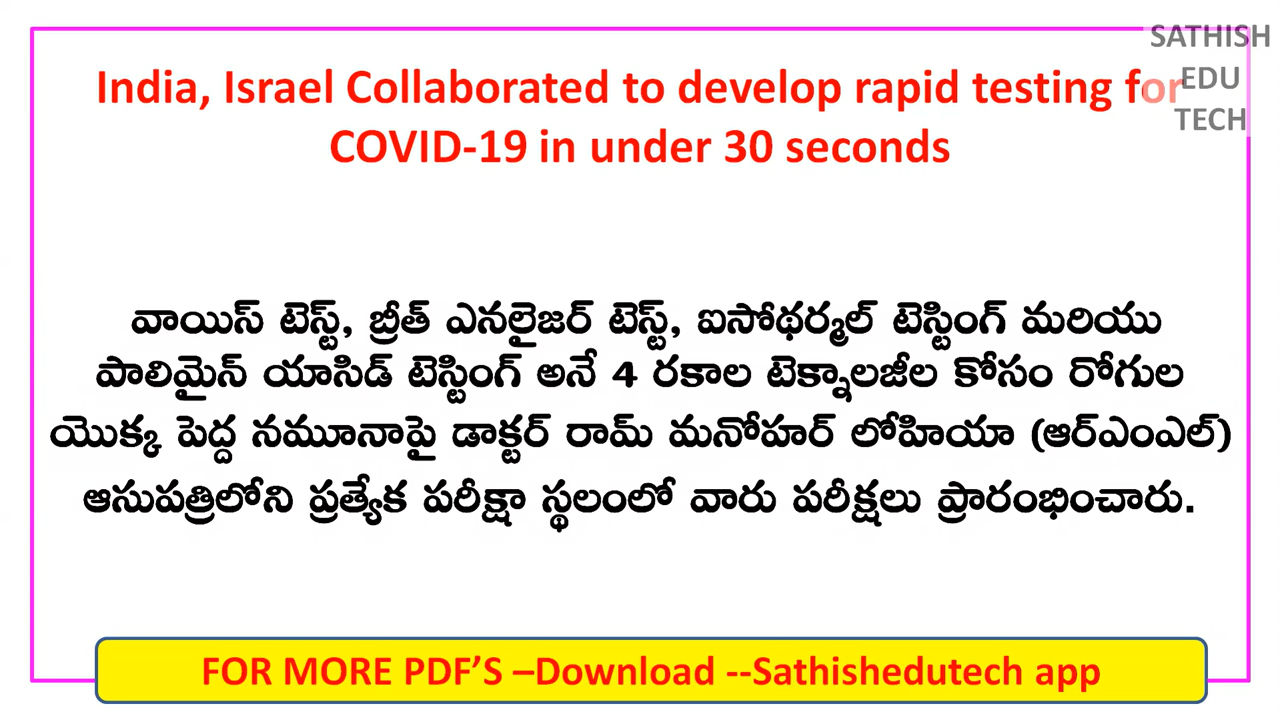 SATHISH
EDU
TECH
India, Israel Collaborated to develop rapid testing for
COVID-19 in under 30 seconds
వాయిస్ టెస్ట్, బ్రీత్ ఎనలైజర్ టెస్ట్, ఐసోథర్మల్ టెస్టింగ్ మరియు
పాలిమైన్ యాసిడ్ టెస్టింగ్ అనే 4 రకాల టెక్నాలజీల కోసం రోగుల
యొక్క పెద్ద నమూనాపై డాక్టర్ రామ్ మనోహర్ లోహియా (ఆర్ఎంఎల్)
ఆసుపత్రిలోని ప్రత్యేక పరీక్షా స్థలంలో వారు పరీక్షలు ప్రారంభించారు.
FOR MORE PDF'S –Download --Sathishedutech app